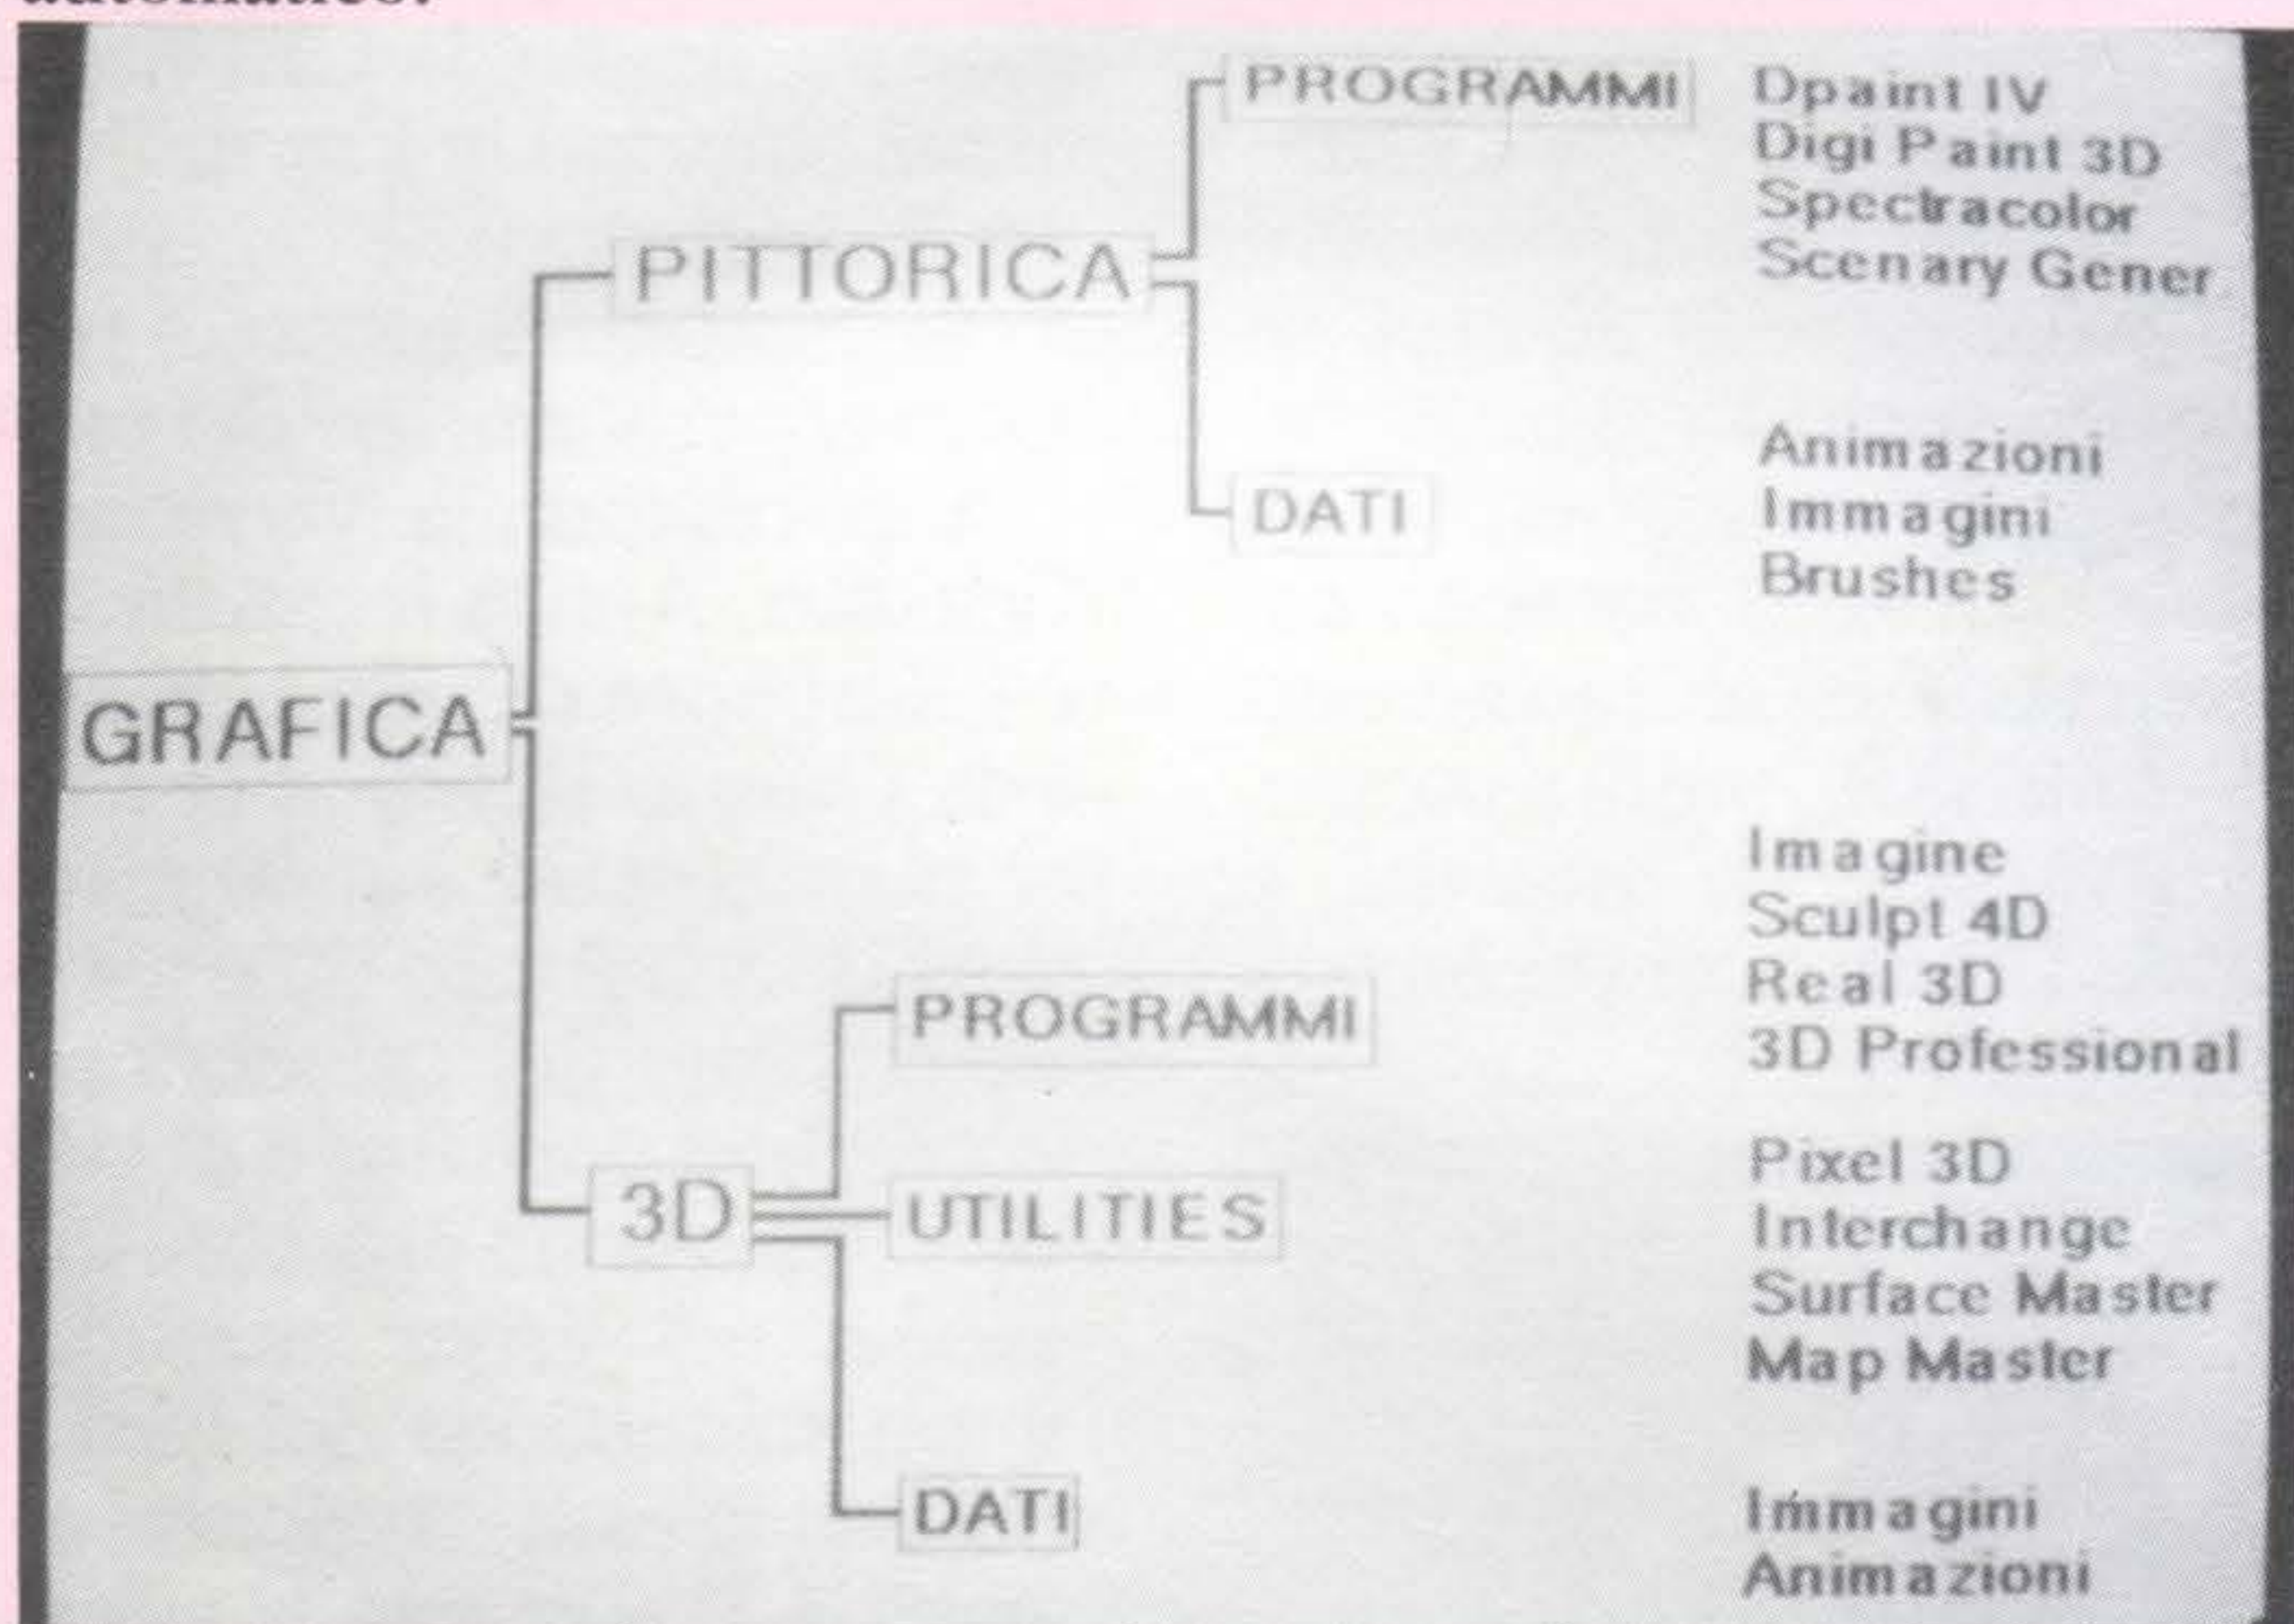 PROGRAMMI
Dpaint IV
Digi Paint 3D
Spectracolor
Scenary Gener.
PITTORICA
DATI
Animazioni
Immagini
Brushes
GRAFICA
PROGRAMMI
Imagine
Sculpt 4D
Real 3D
3D Professional
3D
UTILITIES
Pixel 3D
Interchange
Surface Master
Map Master
DATI
Immagini
Animazioni